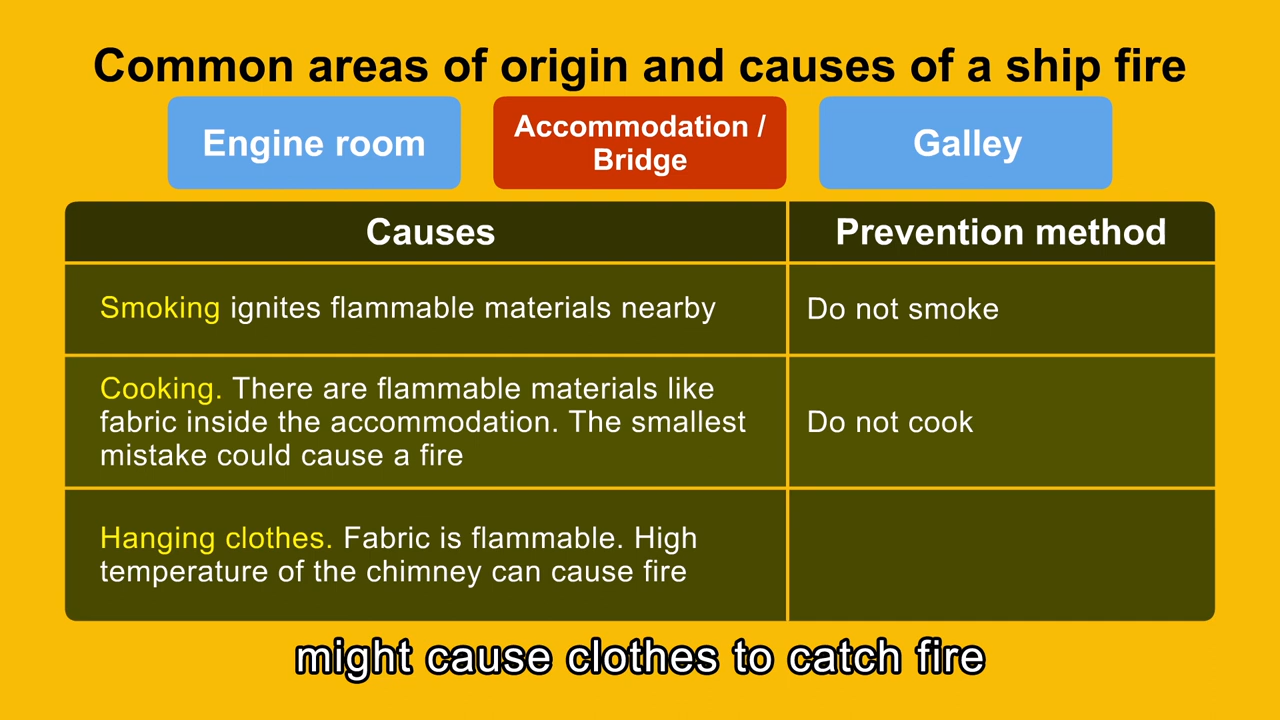 Common areas of origin and causes of a ship fire
Engine room
Accommodation /
Bridge
Galley
Causes
Prevention method
Smoking ignites flammable materials nearby
Do not smoke
Cooking. There are flammable materials like
fabric inside the accommodation. The smallest
mistake could cause a fire
Do not cook
Hanging clothes. Fabric is flammable. High
temperature of the chimney can cause fire
might cause clothes to catch fire